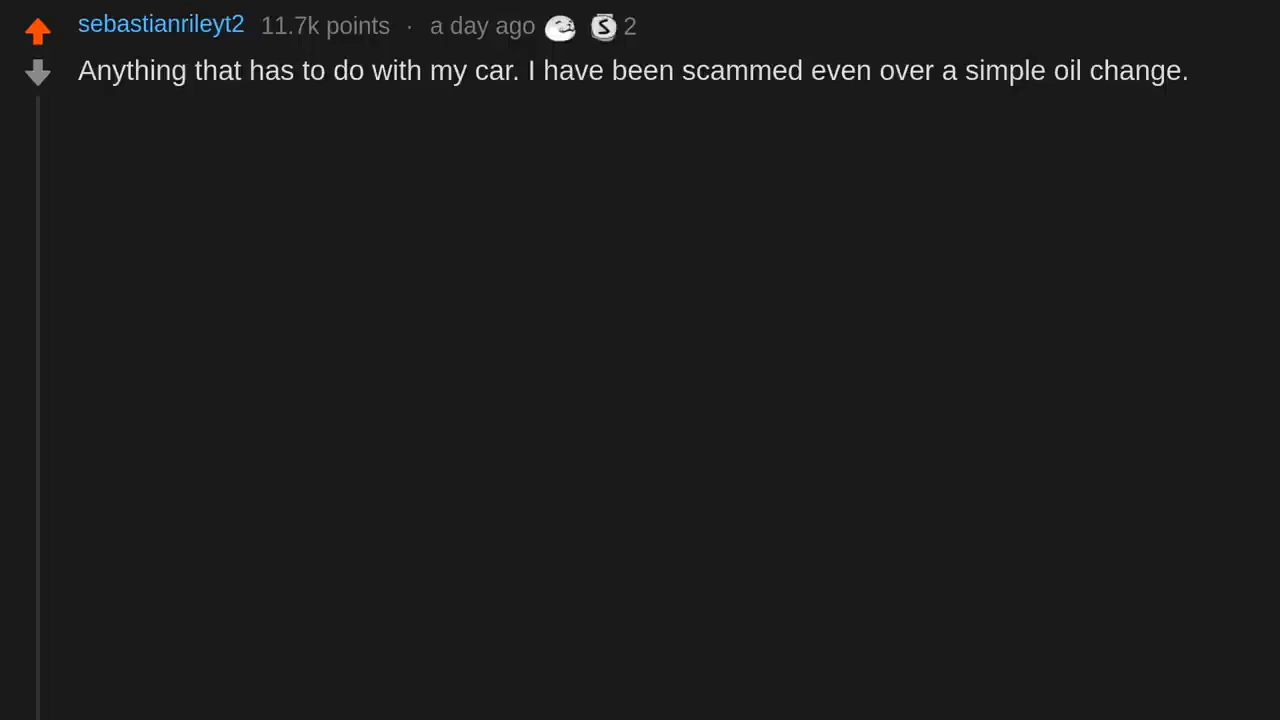 sebastianrileyt2 11.7k points · a day ago S 2
Anything that has to do with my car. I have been scammed even over a simple oil change.